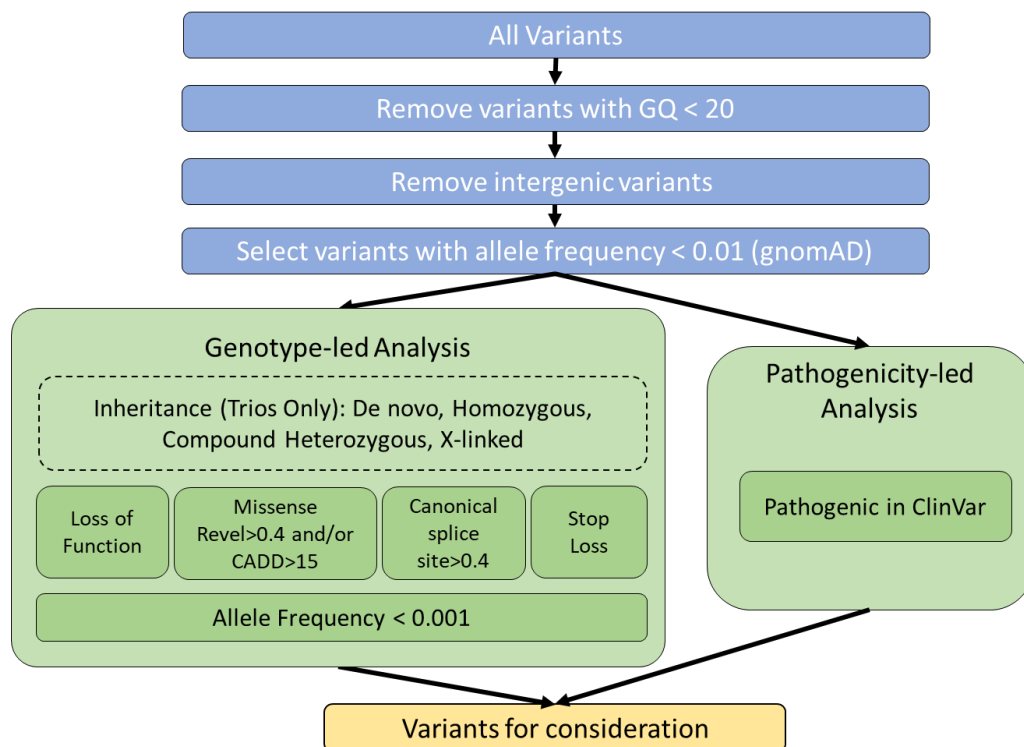 All Variants
Remove variants with GQ < 20
Remove intergenic variants
Select variants with allele frequency < 0.01 (gnomAD)
Genotype-led Analysis
Inheritance (Trios Only): De novo, Homozygous,
Compound Heterozygous, X-linked
Loss of
Function
Missense
Revel>0.4 and/or
CADD>15
Canonical
splice
site>0.4
Stop
Loss
Allele Frequency < 0.001
Pathogenicity-led
Analysis
Pathogenic in ClinVar
Variants for consideration